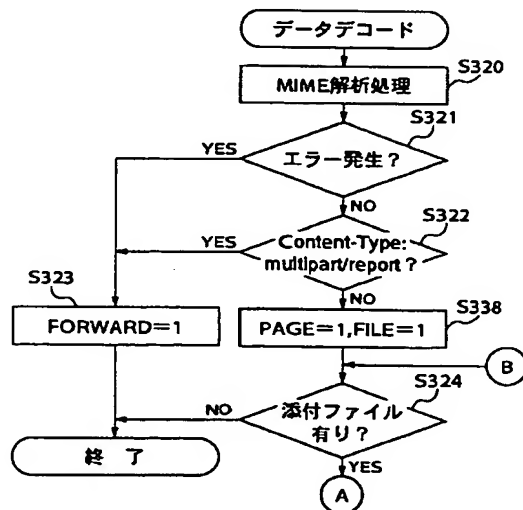 データデコード
S320
MIME解析処理
S321
YES
エラー発生？
NO
S322
YES
Content-Type:
multipart/report？
S323
NO
S338
FORWARD＝1
PAGE＝1,FILE＝1
B
S324
NO
添付ファイル
有り？
終 了
YES
A